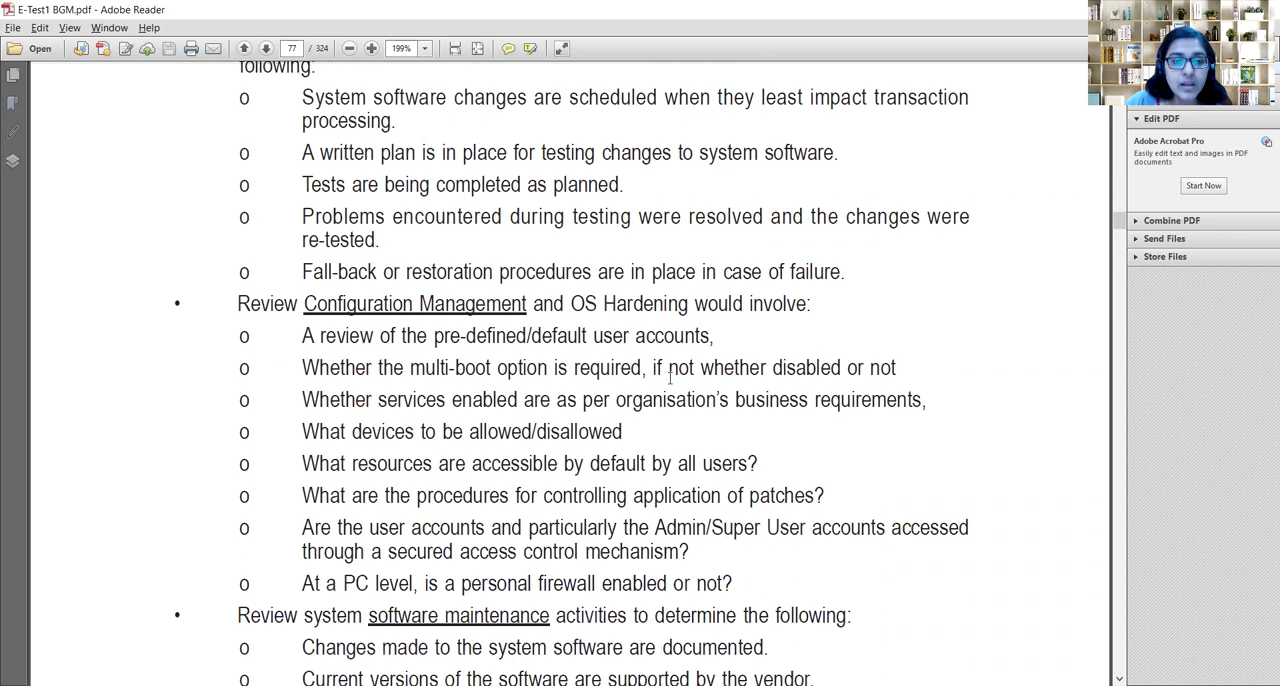 E-Test1 BGM.pdf - Adobe Reader
File Edit View Window Help
Open 77 / 324 199%
following:
o System software changes are scheduled when they least impact transaction
processing.
o A written plan is in place for testing changes to system software.
o Tests are being completed as planned.
o Problems encountered during testing were resolved and the changes were
re-tested.
o Fall-back or restoration procedures are in place in case of failure.
• Review Configuration Management and OS Hardening would involve:
o A review of the pre-defined/default user accounts,
o Whether the multi-boot option is required, if not whether disabled or not
o Whether services enabled are as per organisation's business requirements,
o What devices to be allowed/disallowed
o What resources are accessible by default by all users?
o What are the procedures for controlling application of patches?
o Are the user accounts and particularly the Admin/Super User accounts accessed
through a secured access control mechanism?
o At a PC level, is a personal firewall enabled or not?
• Review system software maintenance activities to determine the following:
o Changes made to the system software are documented.
o Current versions of the software are supported by the vendor.
Edit PDF
Adobe Acrobat Pro
Easily edit text and images in PDF
documents
Start Now
Combine PDF
Send Files
Store Files